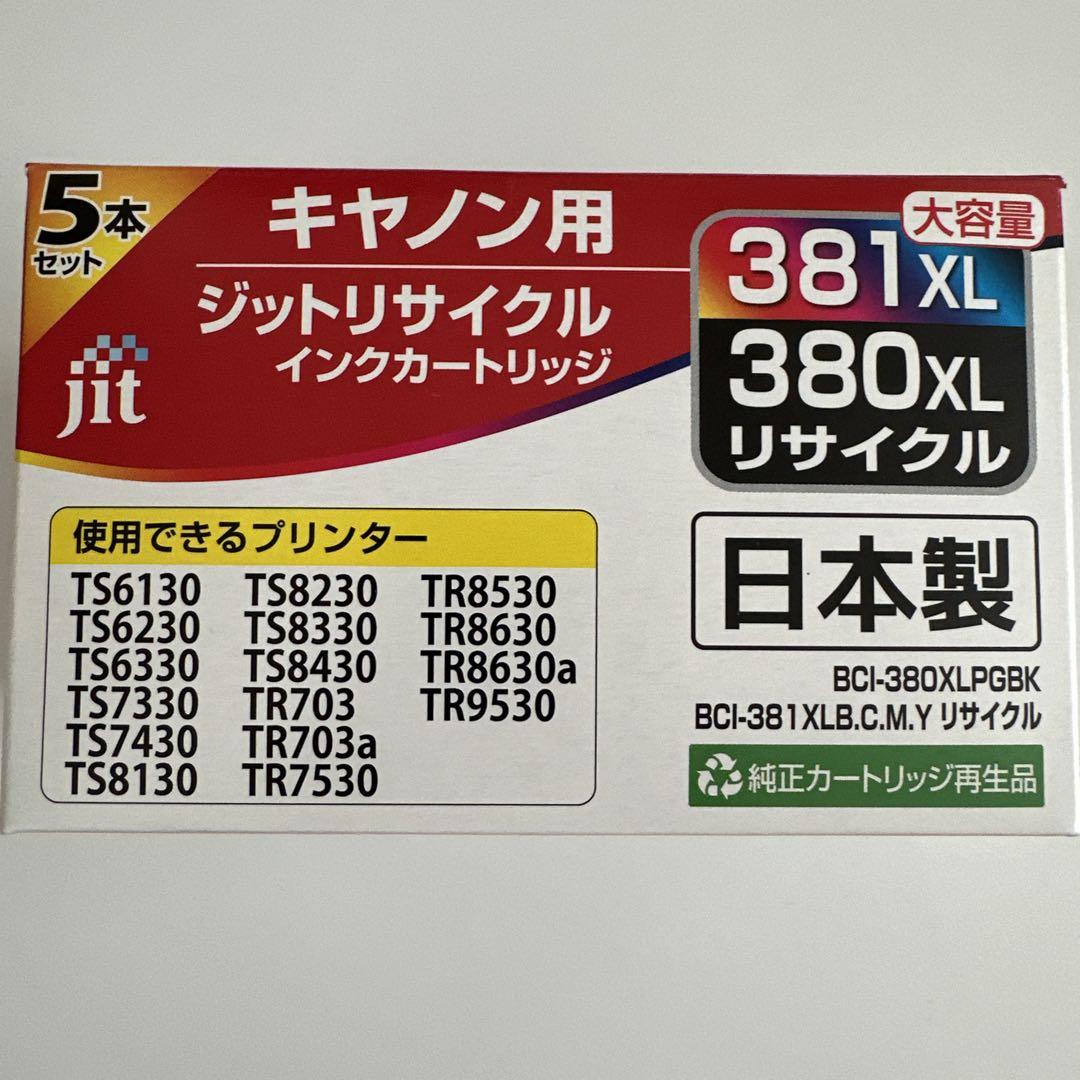 5本
セット
jit
キヤノン用
ジットリサイクル
インクカートリッジ
大容量
381XL
380XL
リサイクル
使用できるプリンター
TS6130 TS8230 TR8530
TS6230 TS8330 TR8630
TS6330 TS8430 TR8630a
TS7330 TR703 TR9530
TS7430 TR703a
TS8130 TR7530
日本製
BCI-380XLPGBK
BCI-381XLB.C.M.Y リサイクル
純正カートリッジ再生品